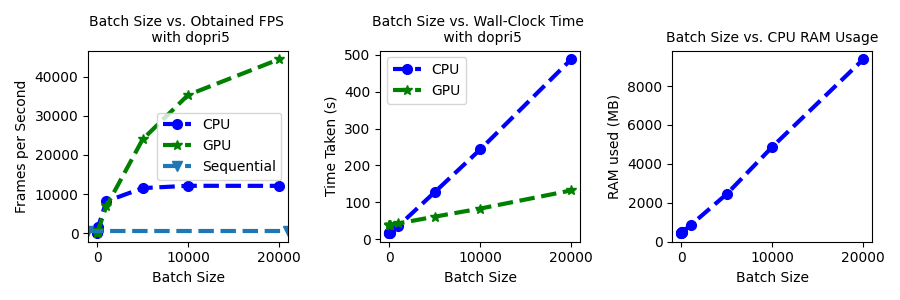 Batch Size vs. Obtained FPS
with dopri5
Frames per Second
40000
30000
20000
10000
0
CPU
GPU
Sequential
0
10000
20000
Batch Size
Batch Size vs. Wall-Clock Time
with dopri5
Time Taken (s)
500
400
300
200
100
0
CPU
GPU
0
10000
20000
Batch Size
Batch Size vs. CPU RAM Usage
RAM used (MB)
8000
6000
4000
2000
0
0
10000
20000
Batch Size